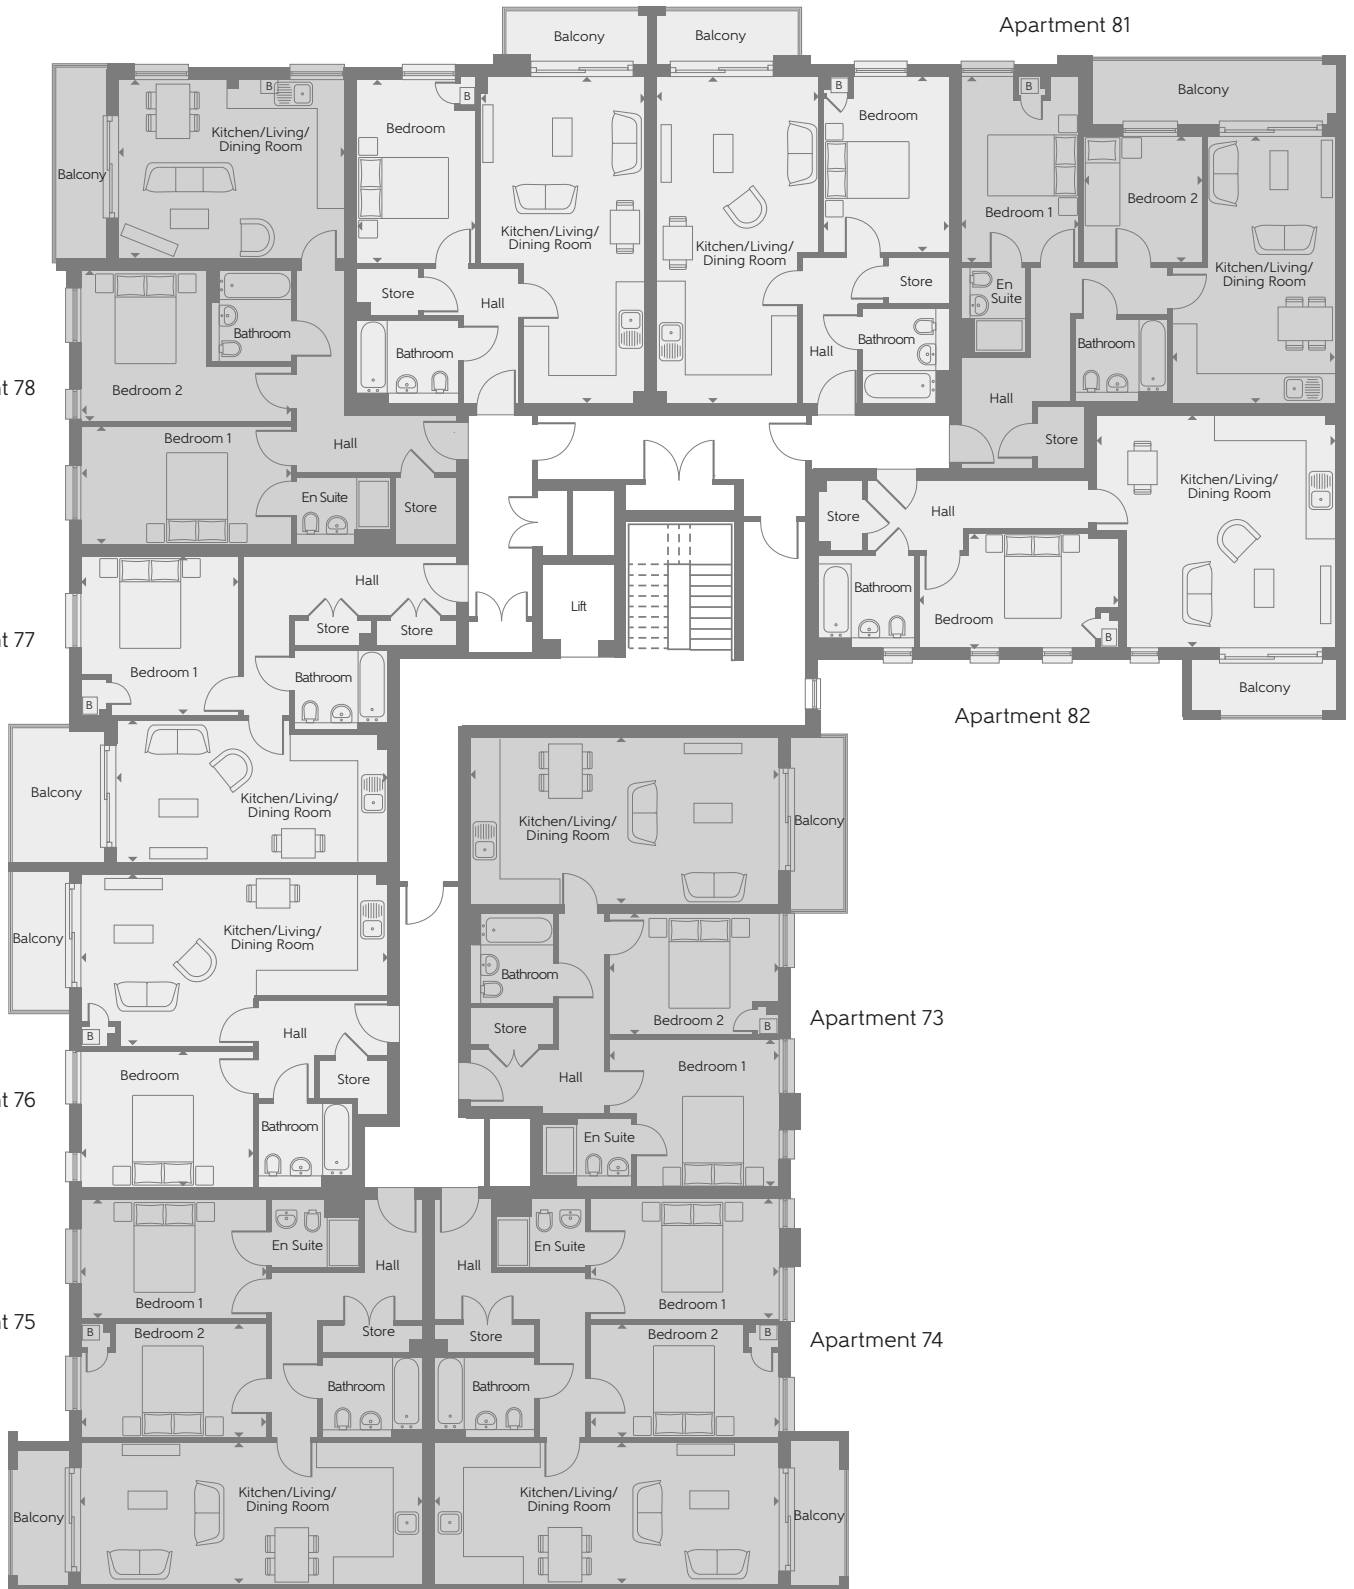 Apartment 81
Balcony
Balcony
Balcony
B
Kitchen/Living/
Dining Room
Balcony
Bedroom
B
Kitchen/Living/
Dining Room
Kitchen/Living/
Dining Room
B
Bedroom
B
Bedroom 1
Bedroom 2
Kitchen/Living/
Dining Room
En
Suite
Store
Hall
Store
Bathroom
Bathroom
Hall
Bathroom
Bathroom
Hall
Store
t 78
Bedroom 2
Bedroom 1
Hall
En Suite
Store
Kitchen/Living/
Dining Room
Store
Hall
Bathroom
Bedroom
B
Balcony
Apartment 82
Lift
Hall
Store
Store
t 77
Bedroom 1
Bathroom
B
Balcony
Kitchen/Living/
Dining Room
Kitchen/Living/
Dining Room
Balcony
Balcony
Kitchen/Living/
Dining Room
B
Hall
Bathroom
Store
Bedroom 2
B
Apartment 73
t 76
Bedroom
Store
Bathroom
Hall
Bedroom 1
En Suite
En Suite
Hall
Hall
En Suite
Bedroom 1
Bedroom 1
t 75
B
Bedroom 2
Store
Store
Bedroom 2
B
Apartment 74
Bathroom
Bathroom
Balcony
Kitchen/Living/
Dining Room
Kitchen/Living/
Dining Room
Balcony